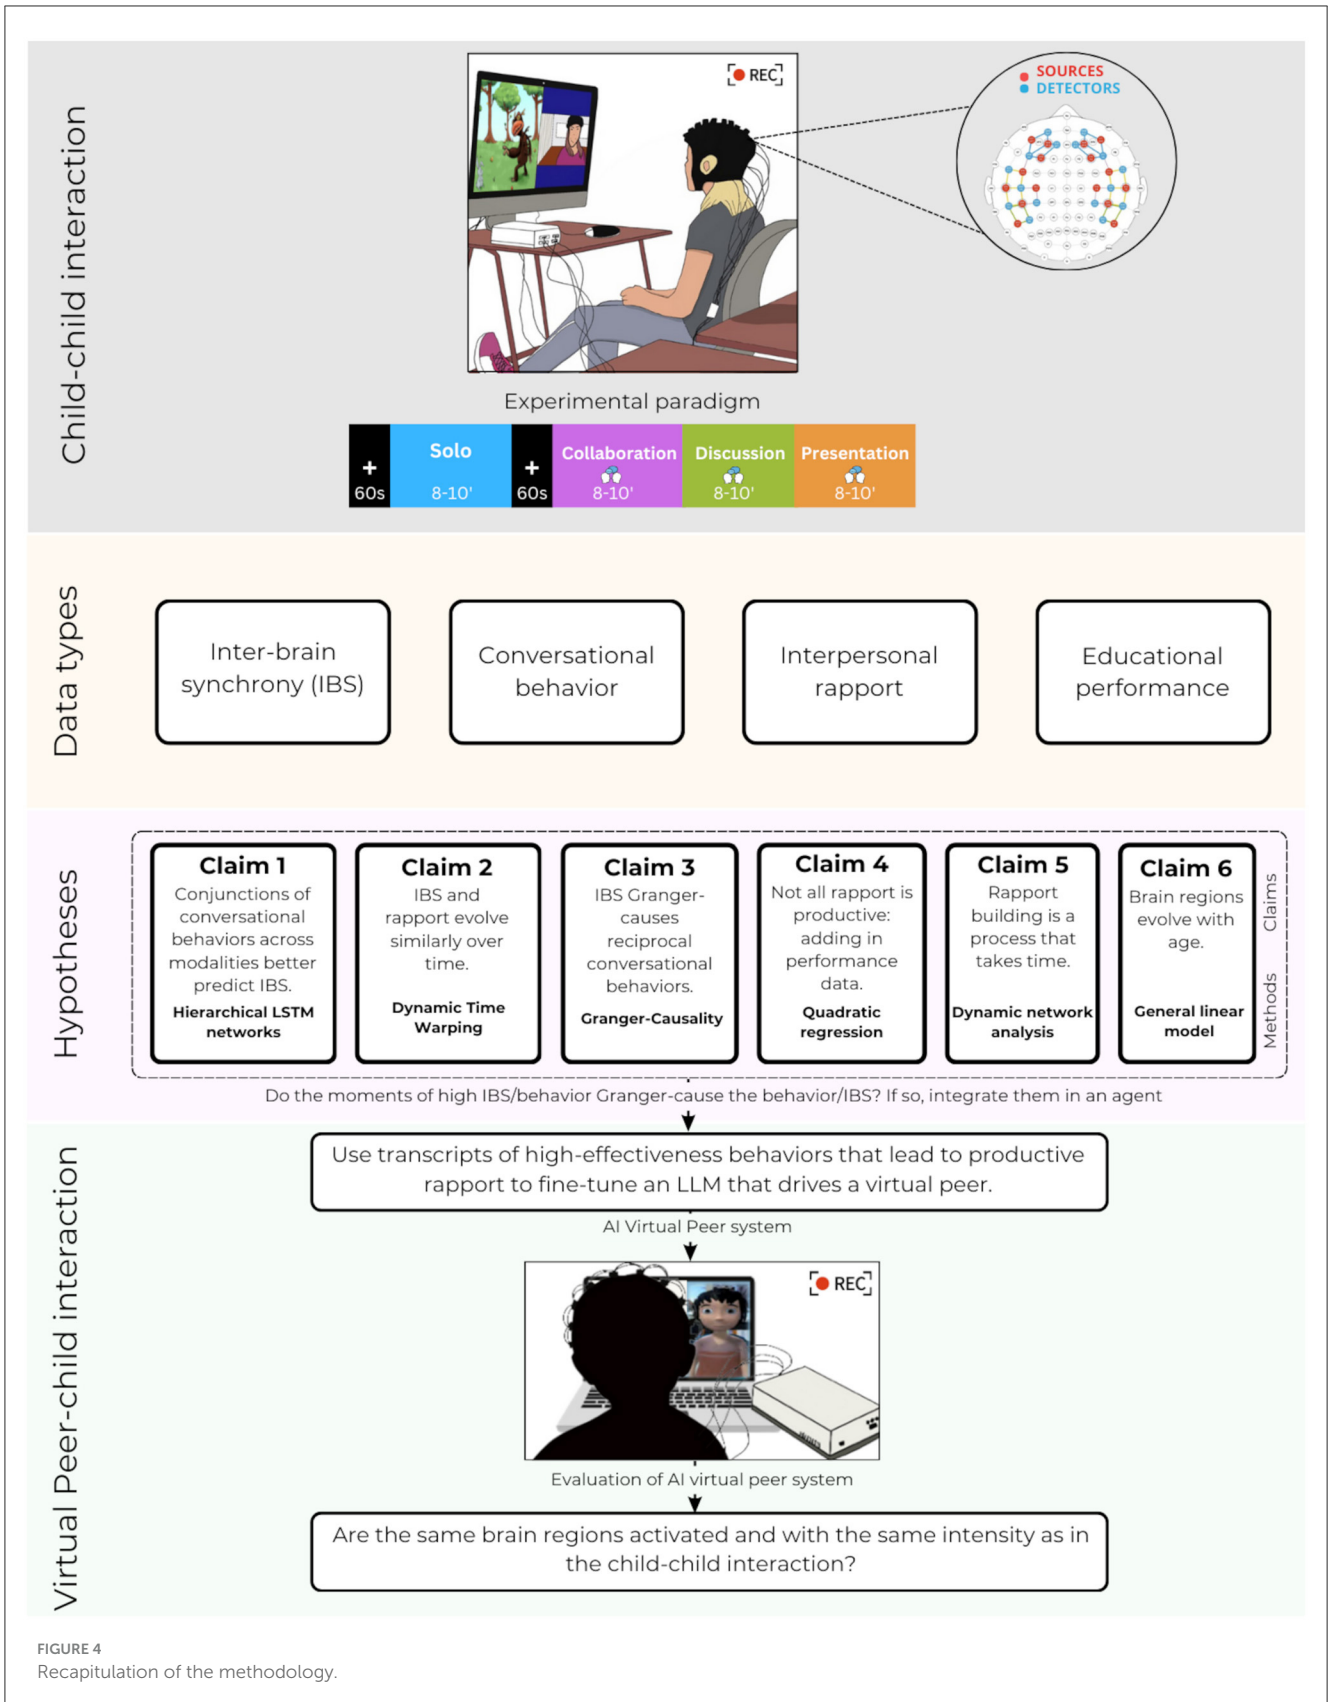 Child-child interaction
REC
SOURCES
DETECTORS
Experimental paradigm
+
60s
Solo
8-10'
+
60s
Collaboration
8-10'
Discussion
8-10'
Presentation
8-10'
Data types
Inter-brain
synchrony (IBS)
Conversational
behavior
Interpersonal
rapport
Educational
performance
Hypotheses
Claim 1
Conjunctions of
conversational
behaviors across
modalities better
predict IBS.
Hierarchical LSTM
networks
Claim 2
IBS and
rapport evolve
similarly over
time.
Dynamic Time
Warping
Claim 3
IBS Granger-
causes
reciprocal
conversational
behaviors.
Granger-Causality
Claim 4
Not all rapport is
productive:
adding in
performance
data.
Quadratic
regression
Claim 5
Rapport
building is a
process that
takes time.
Dynamic network
analysis
Claim 6
Brain regions
evolve with
age.
General linear
model
Claims
Methods
Do the moments of high IBS/behavior Granger-cause the behavior/IBS? If so, integrate them in an agent
Virtual Peer-child interaction
Use transcripts of high-effectiveness behaviors that lead to productive
rapport to fine-tune an LLM that drives a virtual peer.
AI Virtual Peer system
REC
Evaluation of AI virtual peer system
Are the same brain regions activated and with the same intensity as in
the child-child interaction?
FIGURE 4
Recapitulation of the methodology.